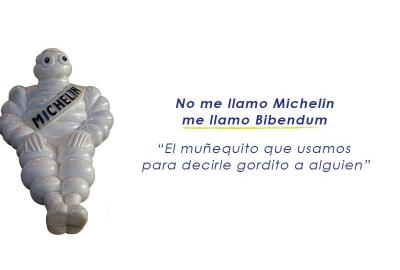 MICHELIN
No me llamo Michelin
me llamo Bibendum
“El muñequito que usamos
para decirle gordito a alguien”